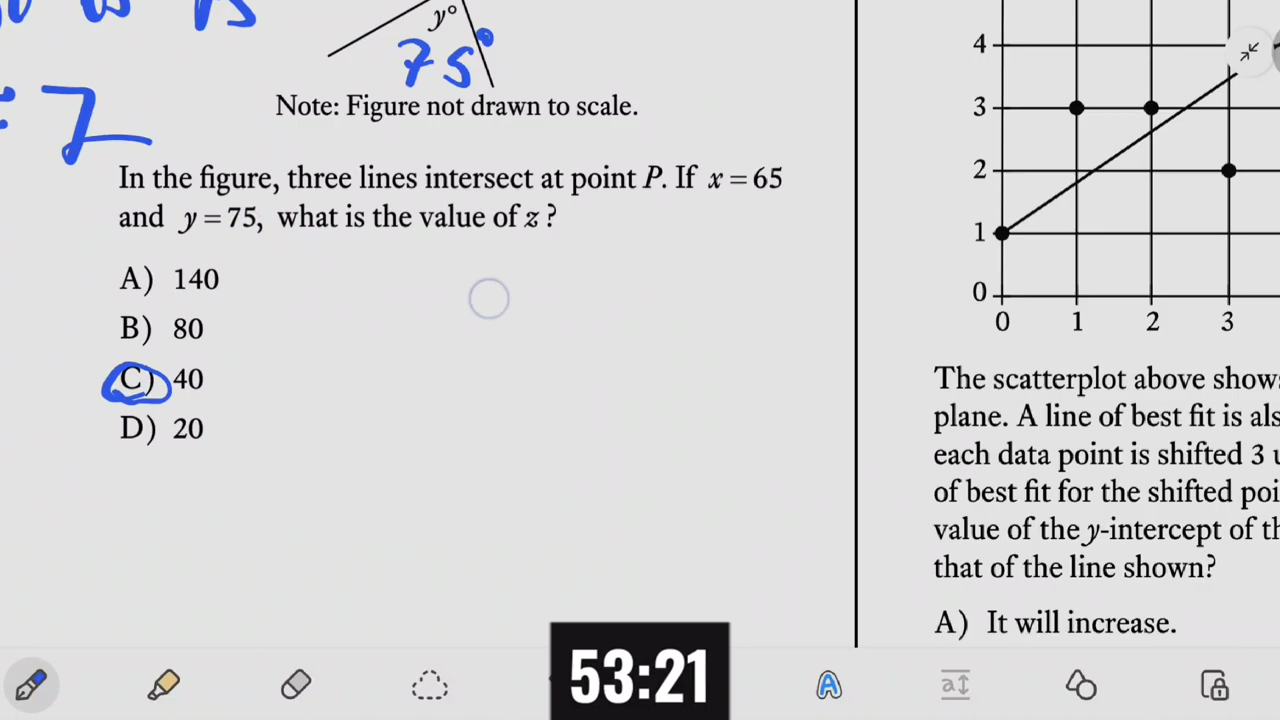 y°
75°
= 7
Note: Figure not drawn to scale.
In the figure, three lines intersect at point P. If x = 65
and y = 75, what is the value of z ?
A) 140
B) 80
C) 40
D) 20
4
3
2
1
0
0 1 2 3
The scatterplot above shows
plane. A line of best fit is als
each data point is shifted 3 u
of best fit for the shifted poi
value of the y-intercept of th
that of the line shown?
A) It will increase.
53:21
A
a